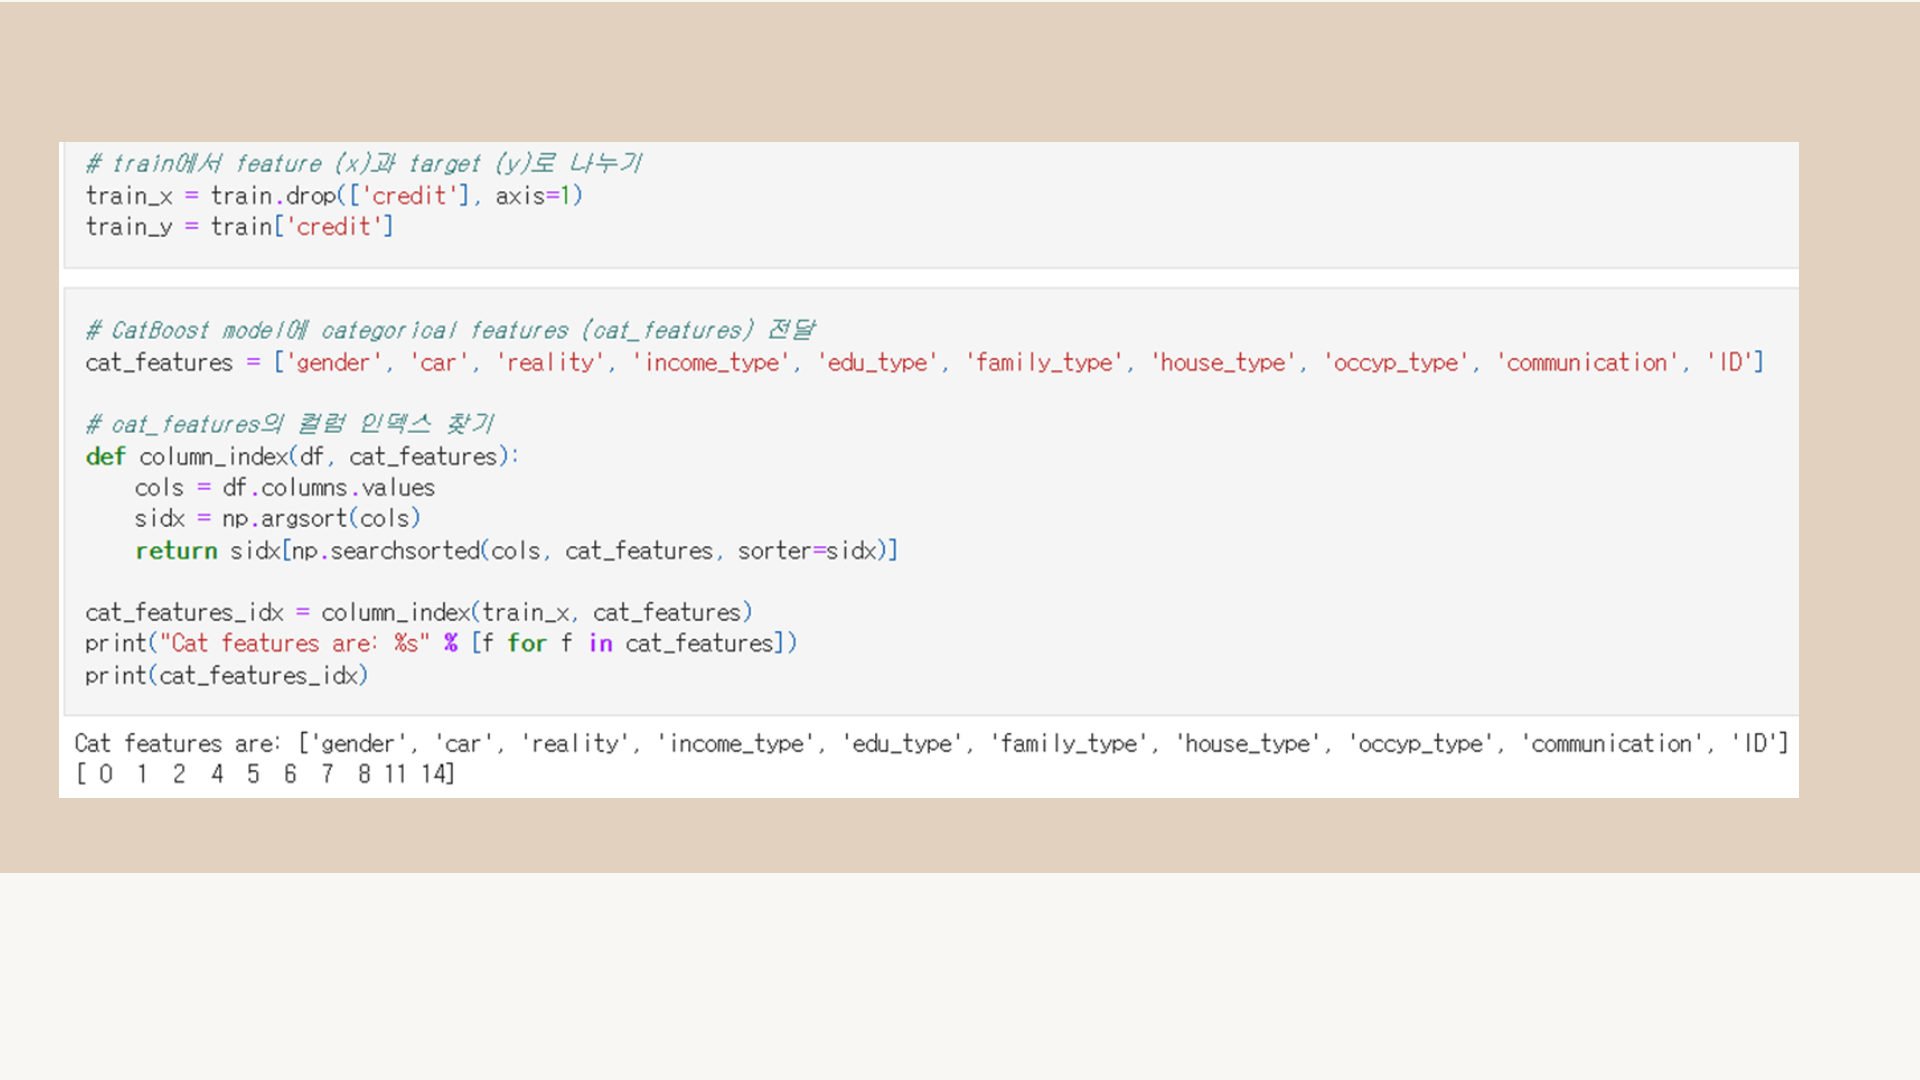 # train에서 feature (x)과 target (y)로 나누기
train_x = train.drop(['credit'], axis=1)
train_y = train['credit']
# CatBoost model에 categorical features (cat_features) 전달
cat_features = ['gender', 'car', 'reality', 'income_type', 'edu_type', 'family_type', 'house_type', 'occyp_type', 'communication', 'ID']
# cat_features의 컬럼 인덱스 찾기
def column_index(df, cat_features):
    cols = df.columns.values
    sidx = np.argsort(cols)
    return sidx[np.searchsorted(cols, cat_features, sorter=sidx)]
cat_features_idx = column_index(train_x, cat_features)
print("Cat features are: %s" % [f for f in cat_features])
print(cat_features_idx)
Cat features are: ['gender', 'car', 'reality', 'income_type', 'edu_type', 'family_type', 'house_type', 'occyp_type', 'communication', 'ID']
[ 0  1  2  4  5  6  7  8 11 14]